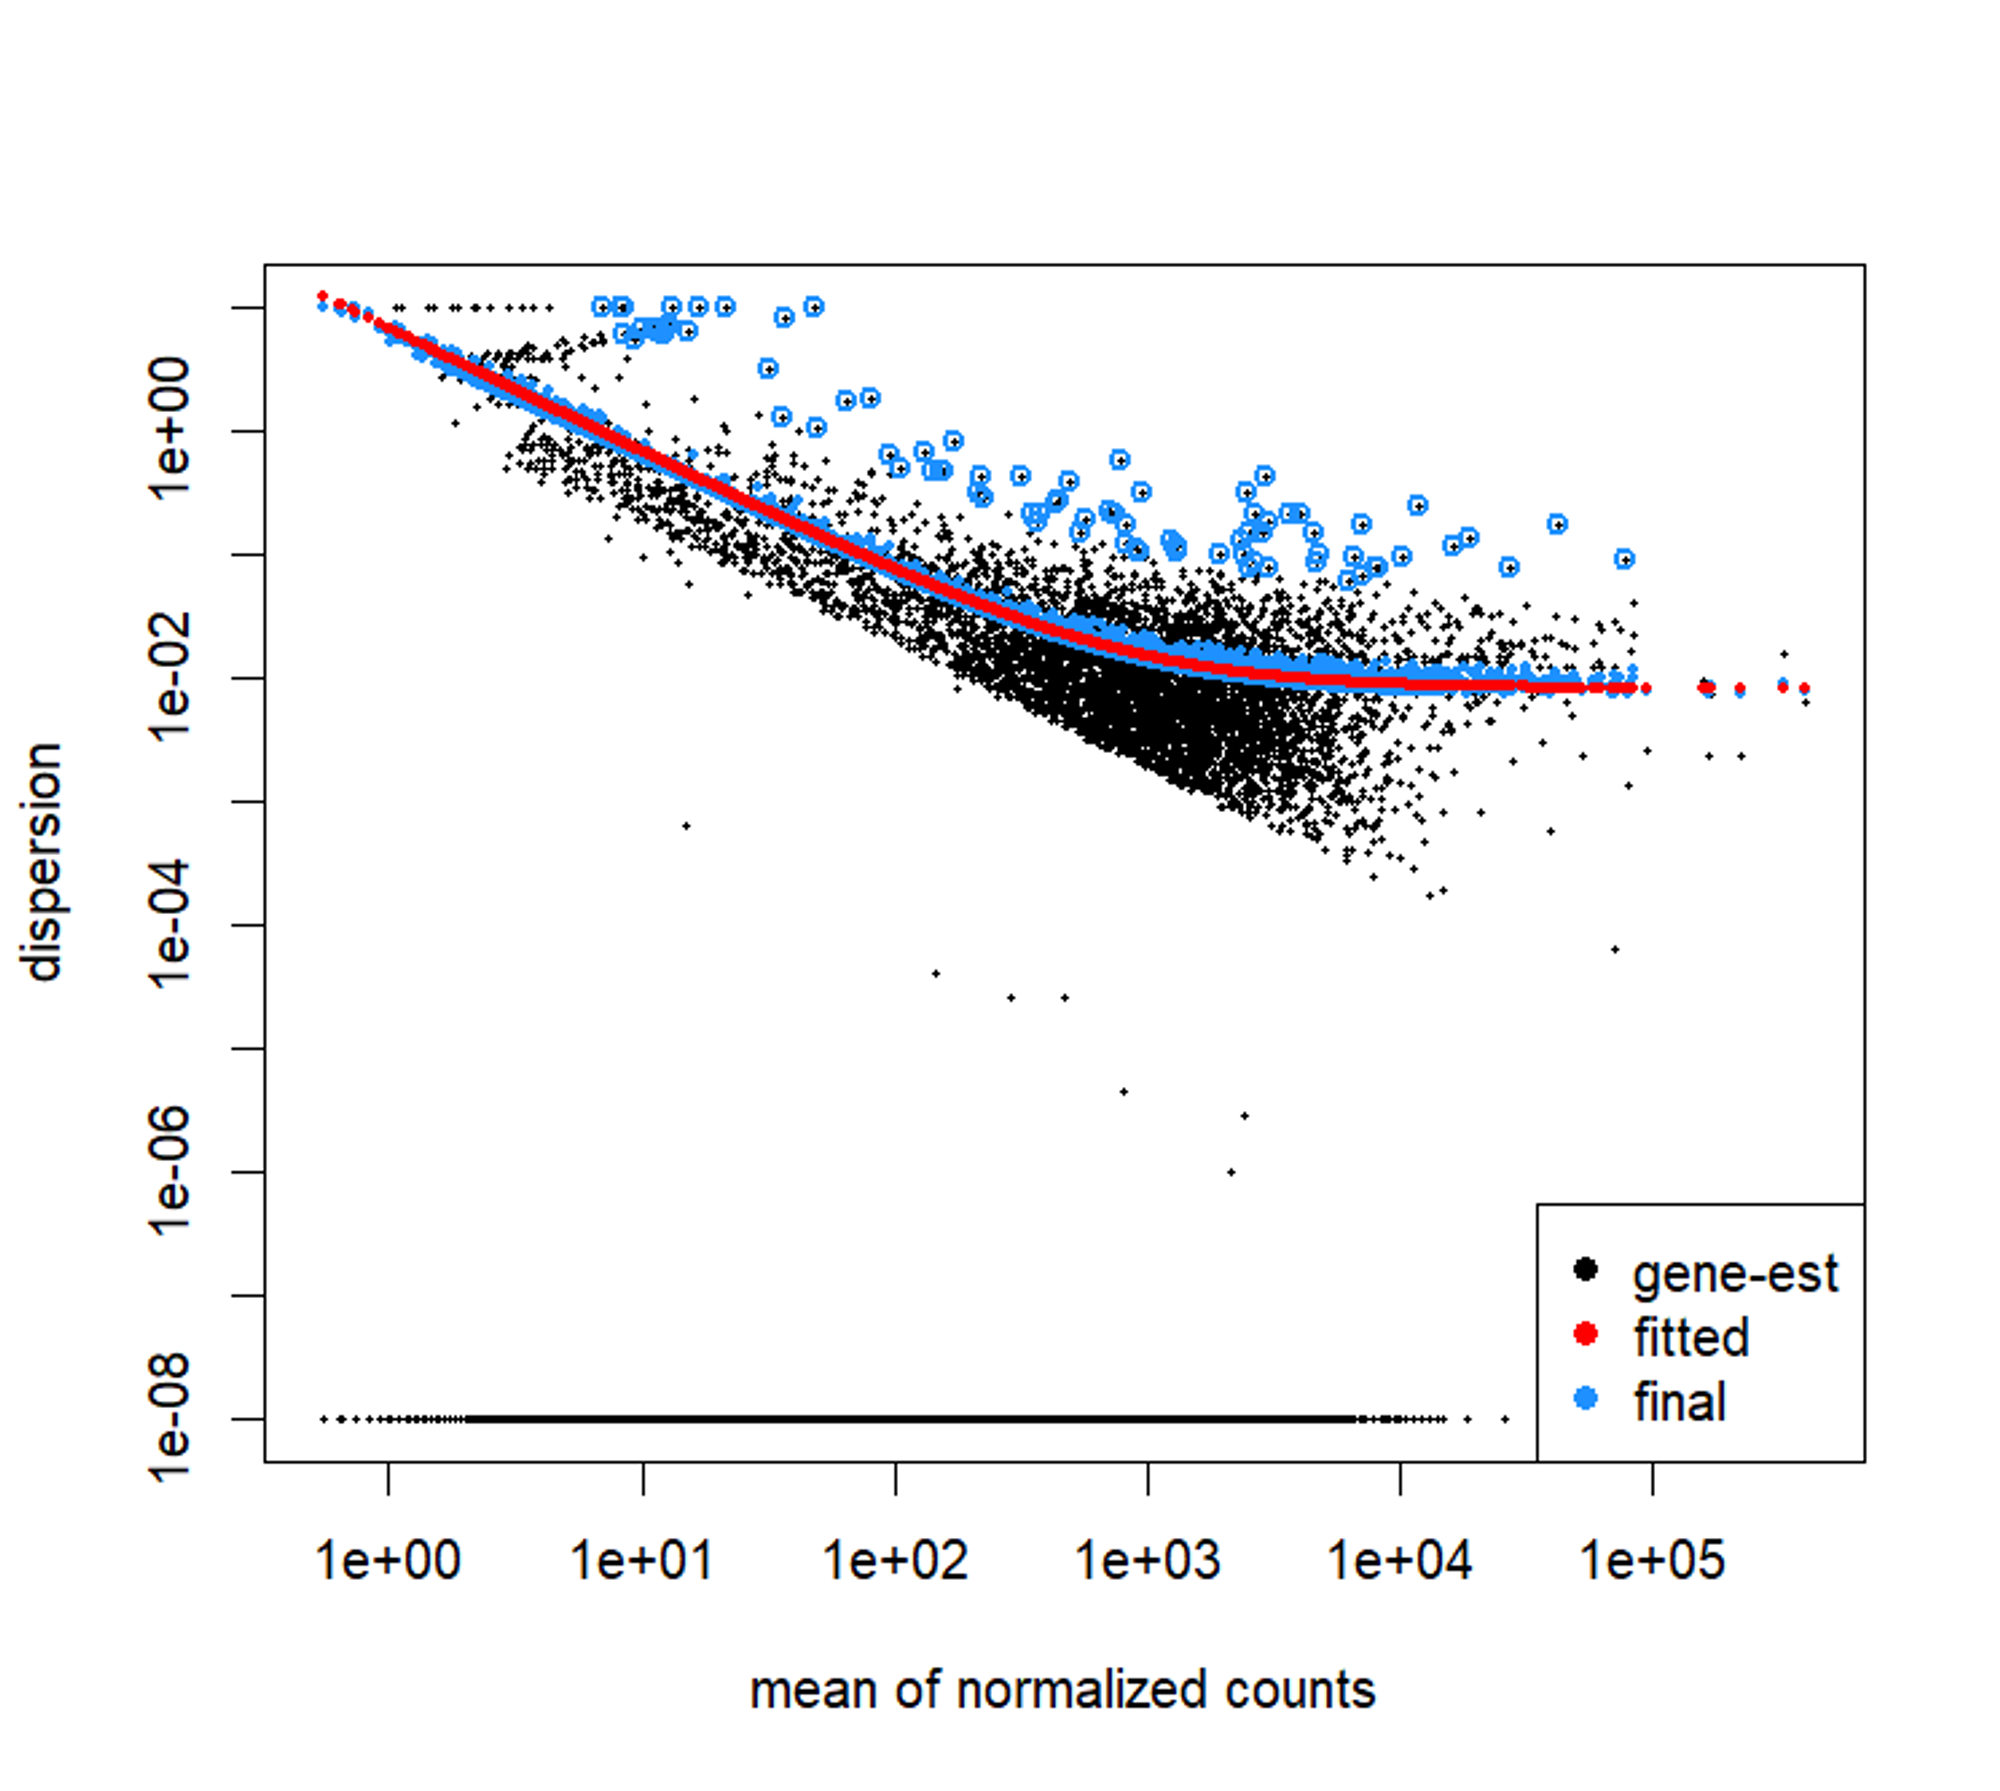 dispersion
1e+00
1e-02
1e-04
1e-06
1e-08
1e+00 1e+01 1e+02 1e+03 1e+04 1e+05
mean of normalized counts
gene-est
fitted
final